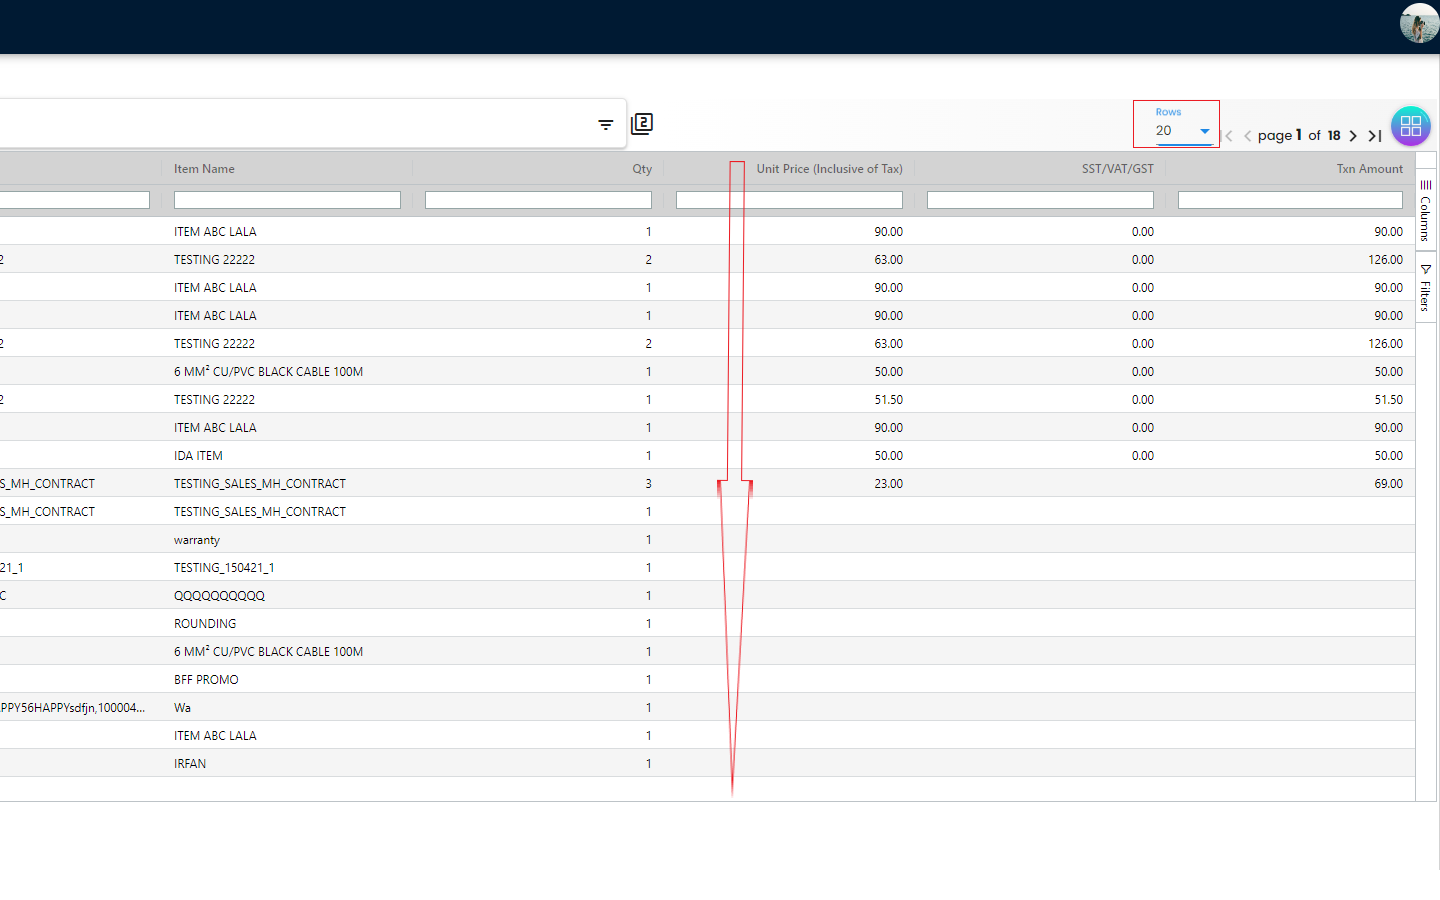 2
Rows
20
page 1 of 18
Item Name Qty Unit Price (Inclusive of Tax) SST/VAT/GST Txn Amount
Columns
Filters
ITEM ABC LALA 1 90.00 0.00 90.00
2 TESTING 22222 2 63.00 0.00 126.00
ITEM ABC LALA 1 90.00 0.00 90.00
ITEM ABC LALA 1 90.00 0.00 90.00
2 TESTING 22222 2 63.00 0.00 126.00
6 MM² CU/PVC BLACK CABLE 100M 1 50.00 0.00 50.00
2 TESTING 22222 1 51.50 0.00 51.50
ITEM ABC LALA 1 90.00 0.00 90.00
IDA ITEM 1 50.00 0.00 50.00
S_MH_CONTRACT TESTING_SALES_MH_CONTRACT 3 23.00 69.00
S_MH_CONTRACT TESTING_SALES_MH_CONTRACT 1
warranty 1
21_1 TESTING_150421_1 1
C QQQQQQQQQQ 1
ROUNDING 1
6 MM² CU/PVC BLACK CABLE 100M 1
BFF PROMO 1
PPY56HAPPYsdfjn,100004... Wa 1
ITEM ABC LALA 1
IRFAN 1